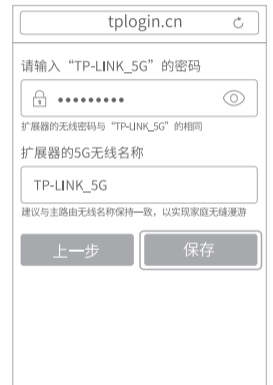 tplogin.cn
请输入“TP-LINK_5G”的密码
•••••••••
扩展器的无线密码与“TP-LINK_5G”的相同
扩展器的5G无线名称
TP-LINK_5G
建议与主路由无线名称保持一致，以实现家庭无缝漫游
上一步 保存